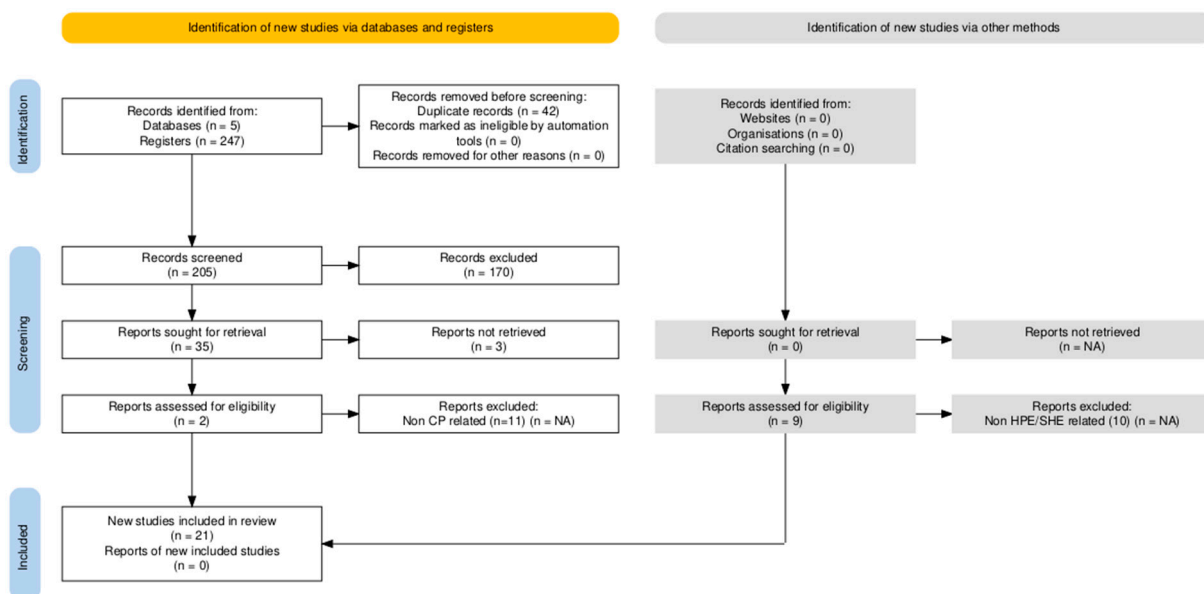 Identification of new studies via databases and registers
Identification of new studies via other methods
Identification
Records identified from:
Databases (n = 5)
Registers (n = 247)
Records removed before screening:
Duplicate records (n = 42)
Records marked as ineligible by automation
tools (n = 0)
Records removed for other reasons (n = 0)
Records identified from:
Websites (n = 0)
Organisations (n = 0)
Citation searching (n = 0)
Screening
Records screened
(n = 205)
Records excluded
(n = 170)
Reports sought for retrieval
(n = 35)
Reports not retrieved
(n = 3)
Reports sought for retrieval
(n = 0)
Reports not retrieved
(n = NA)
Reports assessed for eligibility
(n = 2)
Reports excluded:
Non CP related (n=11) (n = NA)
Reports assessed for eligibility
(n = 9)
Reports excluded:
Non HPE/SHE related (10) (n = NA)
Included
New studies included in review
(n = 21)
Reports of new included studies
(n = 0)